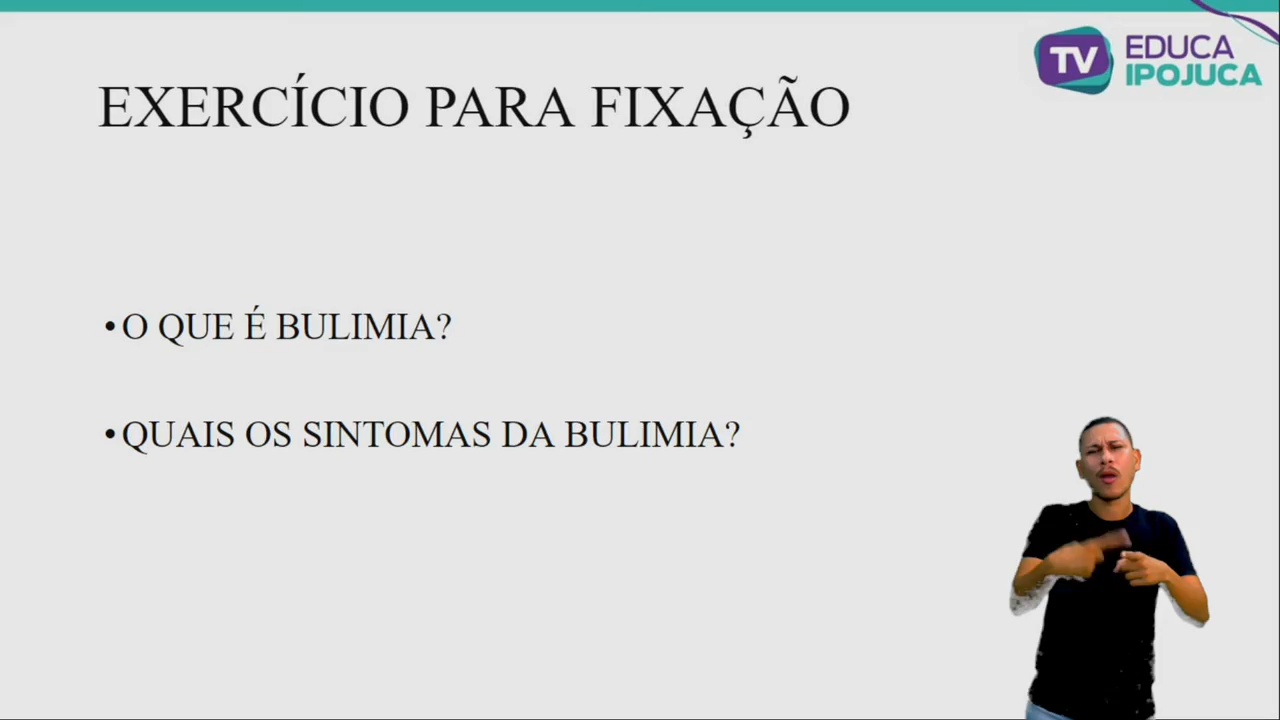 TV EDUCA
IPOJUCA
EXERCÍCIO PARA FIXAÇÃO
•O QUE É BULIMIA?
•QUAIS OS SINTOMAS DA BULIMIA?